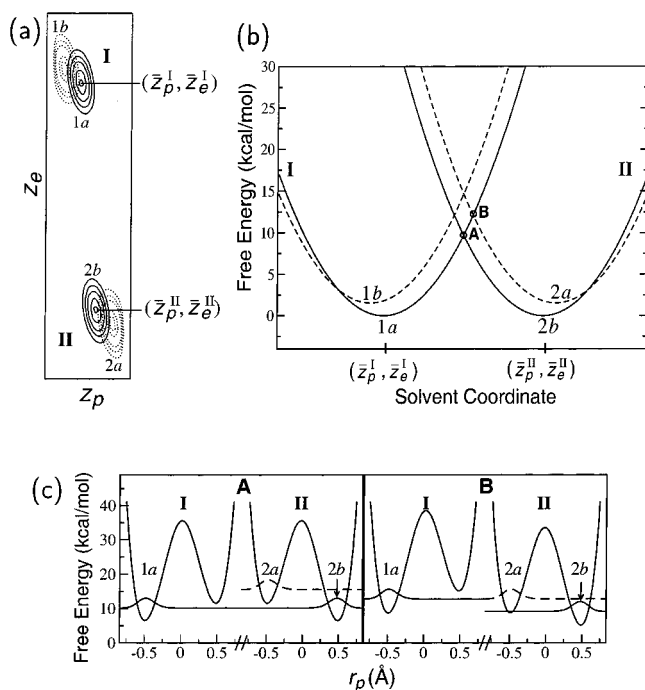 (a)
1b
I
(z̄_p^I, z̄_e^I)
1a
z_e
2b
(z̄_p^II, z̄_e^II)
II
2a
z_p
(b)
Free Energy (kcal/mol)
30
25
20
15
10
5
0
I
II
B
A
1b
2a
1a
2b
(z̄_p^I, z̄_e^I)
(z̄_p^II, z̄_e^II)
Solvent Coordinate
(c)
Free Energy (kcal/mol)
40
30
20
10
0
A
B
I
II
I
II
1a
2a
2b
1a
2a
2b
-0.5 0 0.5 // -0.5 0 0.5
-0.5 0 0.5 // -0.5 0 0.5
r_p(Å)